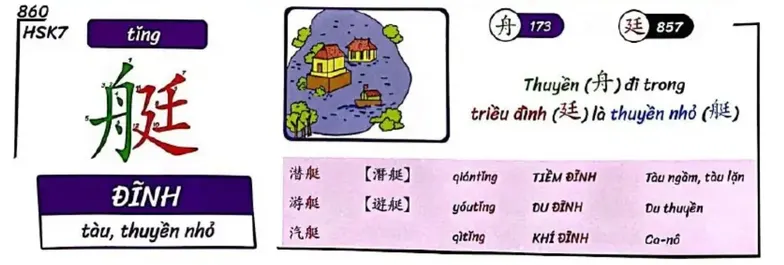 860
HSK7
tǐng
艇
ĐĨNH
tàu, thuyền nhỏ
舟 173
廷 857
Thuyền (舟) đi trong
triều đình (廷) là thuyền nhỏ (艇)
潜艇 【潛艇】 qiántǐng TIỀM ĐĨNH Tàu ngầm, tàu lặn
游艇 【遊艇】 yóutǐng DU ĐĨNH Du thuyền
汽艇 qìtǐng KHÍ ĐĨNH Ca-nô